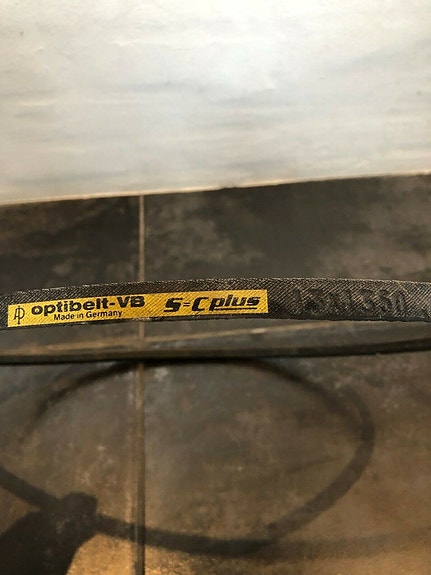 optibelt-VB S=C plus
Made in Germany